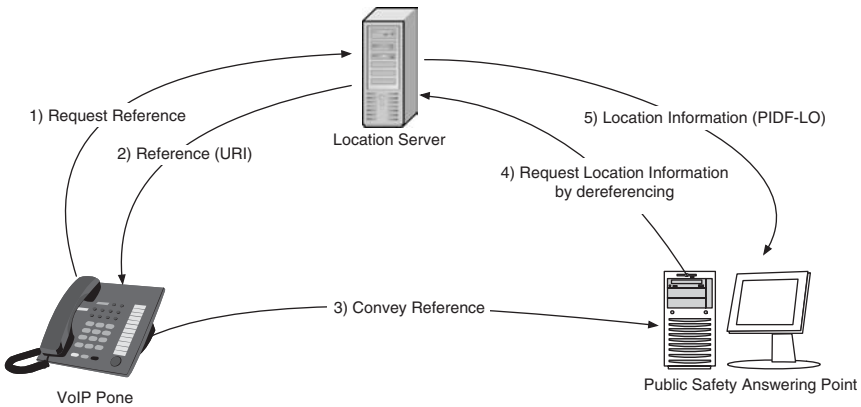 1) Request Reference
2) Reference (URI)
Location Server
5) Location Information (PIDF-LO)
4) Request Location Information
by dereferencing
3) Convey Reference
VoIP Pone
Public Safety Answering Point